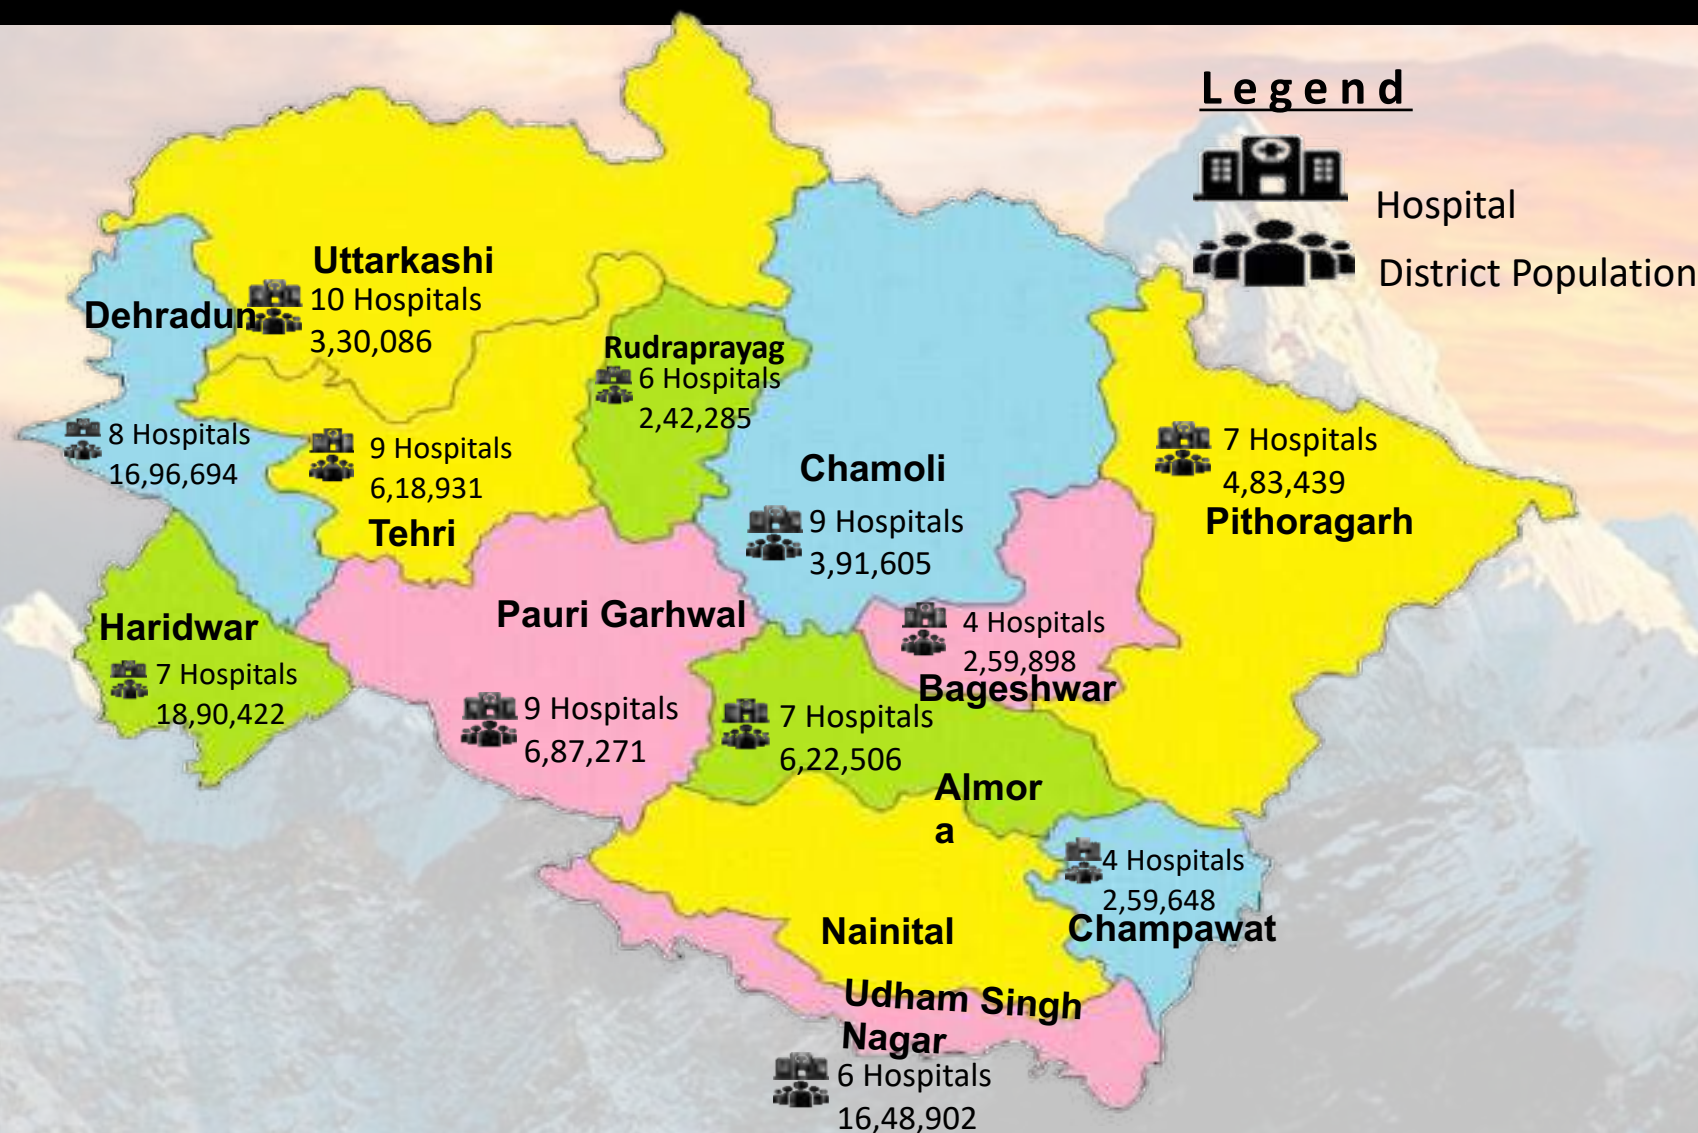 Legend
Hospital
District Population
Uttarkashi
10 Hospitals
3,30,086
Dehradun
8 Hospitals
16,96,694
Rudraprayag
6 Hospitals
2,42,285
9 Hospitals
6,18,931
Tehri
Chamoli
9 Hospitals
3,91,605
7 Hospitals
4,83,439
Pithoragarh
Haridwar
7 Hospitals
18,90,422
Pauri Garhwal
9 Hospitals
6,87,271
4 Hospitals
2,59,898
Bageshwar
7 Hospitals
6,22,506
Almor
a
4 Hospitals
2,59,648
Champawat
Nainital
Udham Singh
Nagar
6 Hospitals
16,48,902